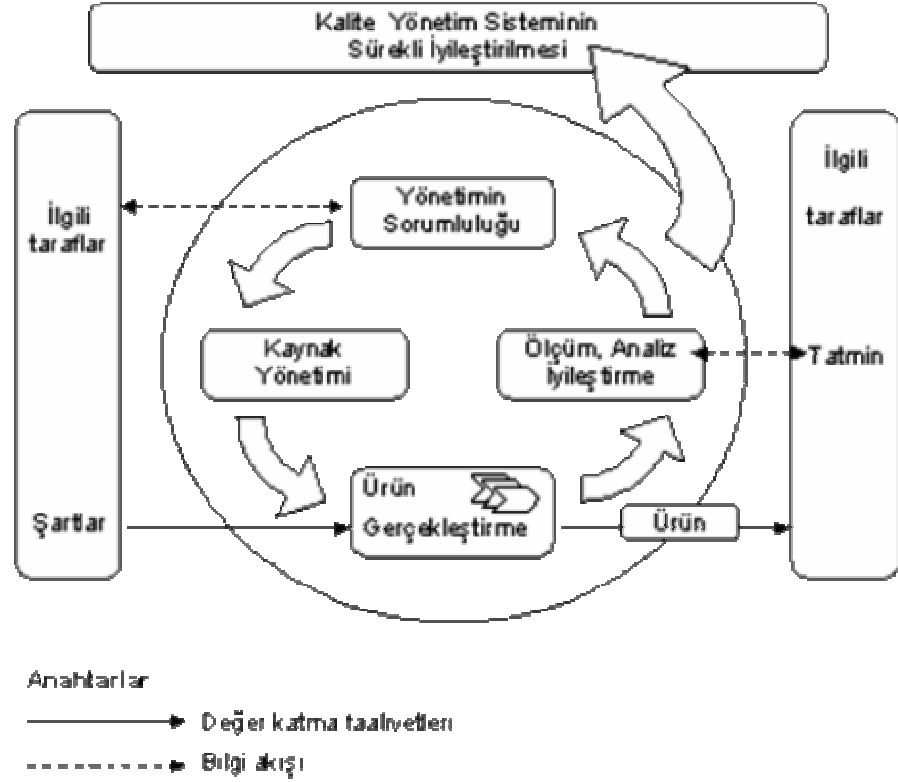 Kalite Yönetim Sisteminin
Sürekli İyileştirilmesi
İlgili
taraflar
Şartlar
Yönetimin
Sorumluluğu
Kaynak
Yönetimi
Ölçüm, Analiz
İyileştirme
Ürün
Gerçekleştirme
Ürün
İlgili
taraflar
Tatmin
Anahtarlar
Değer katma faaliyetleri
Bilgi akışı